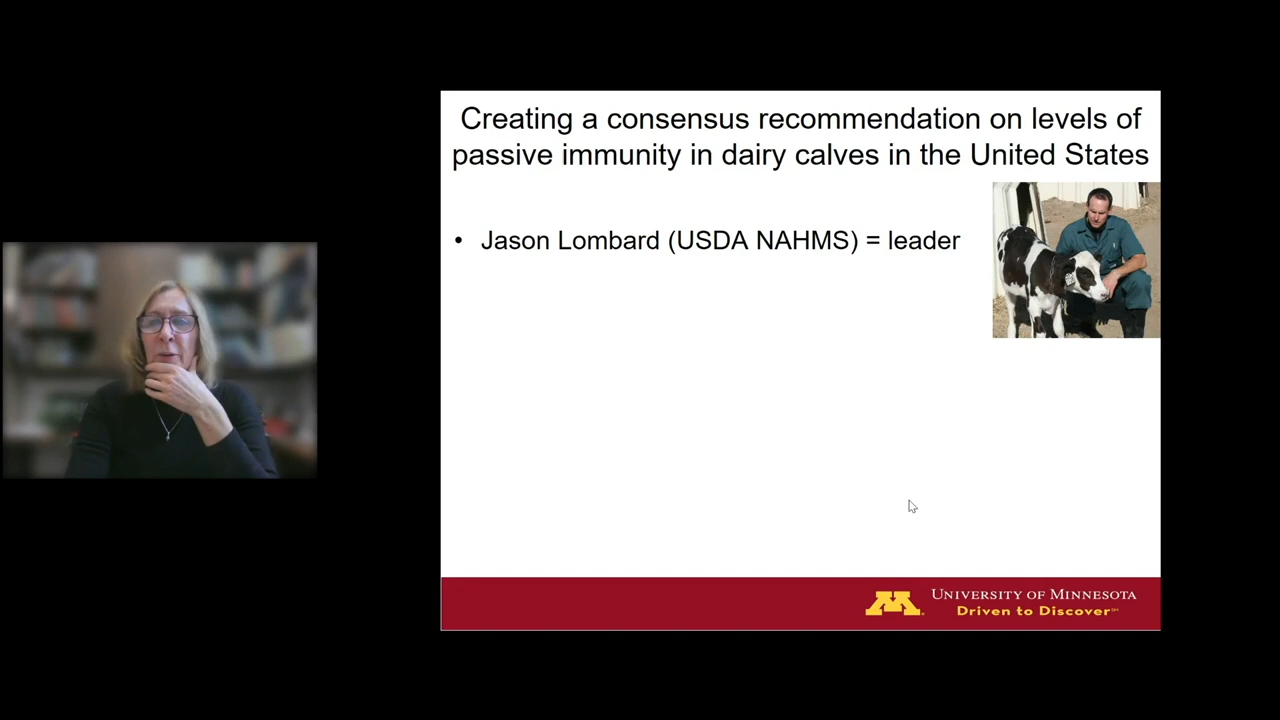 Creating a consensus recommendation on levels of
passive immunity in dairy calves in the United States
• Jason Lombard (USDA NAHMS) = leader
UNIVERSITY OF MINNESOTA
Driven to Discover℠